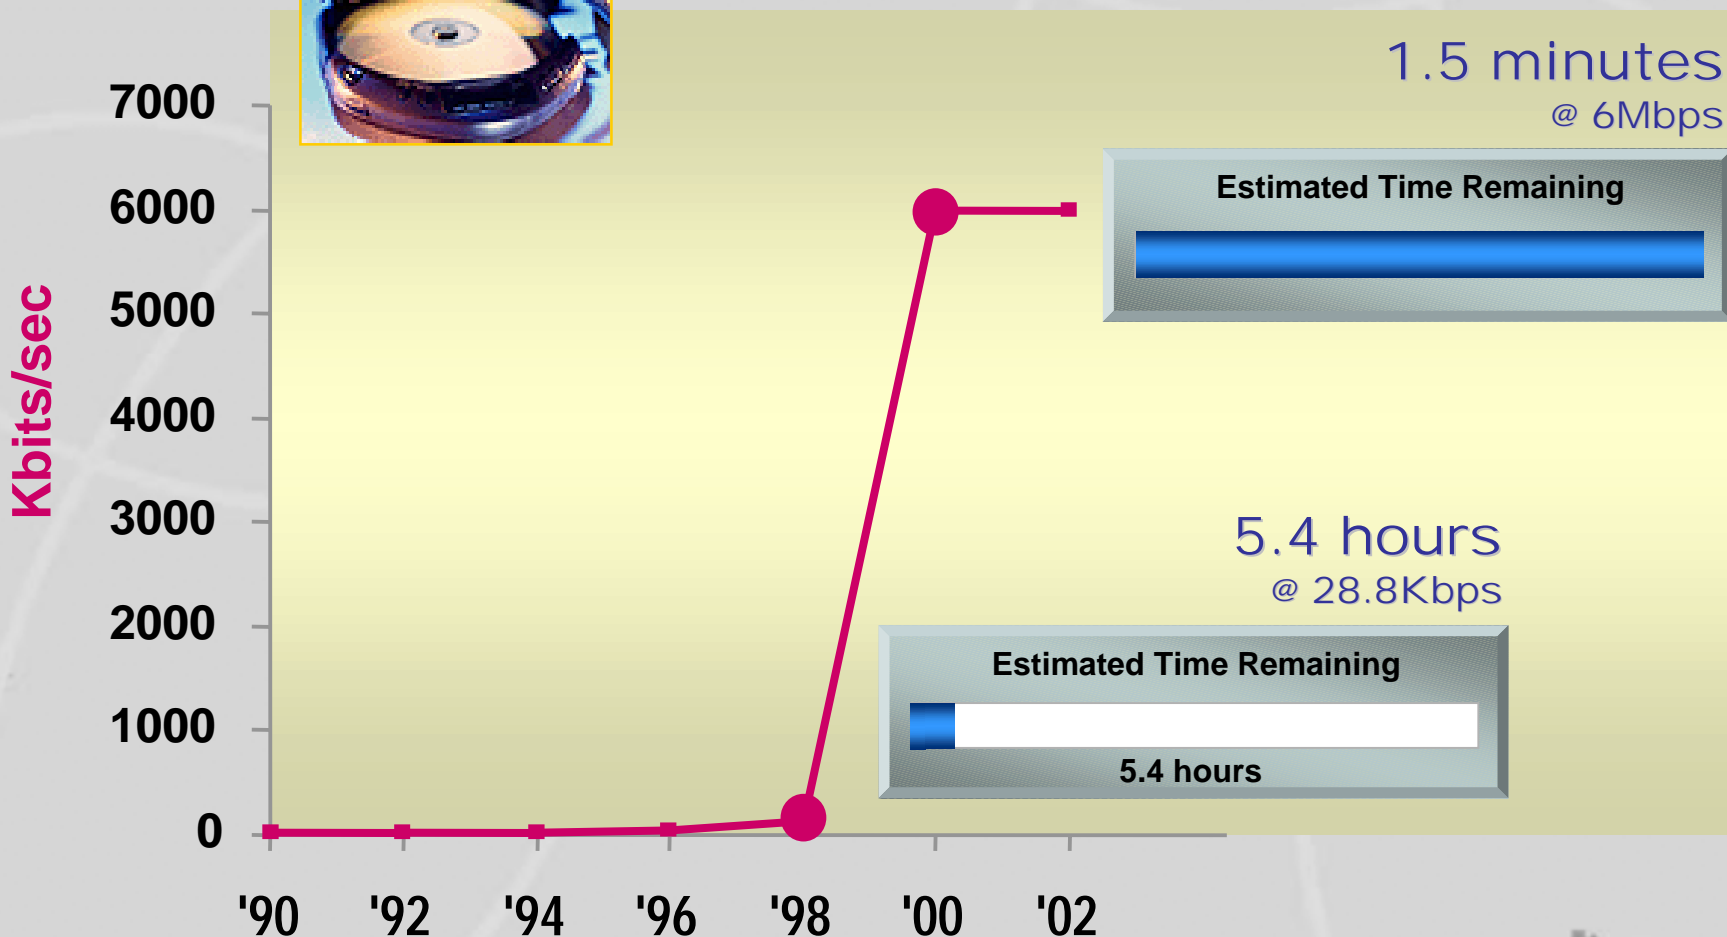 1.5 minutes
@ 6Mbps
Estimated Time Remaining
7000
6000
5000
4000
3000
2000
1000
0
Kbits/sec
5.4 hours
@ 28.8Kbps
Estimated Time Remaining
5.4 hours
'90 '92 '94 '96 '98 '00 '02